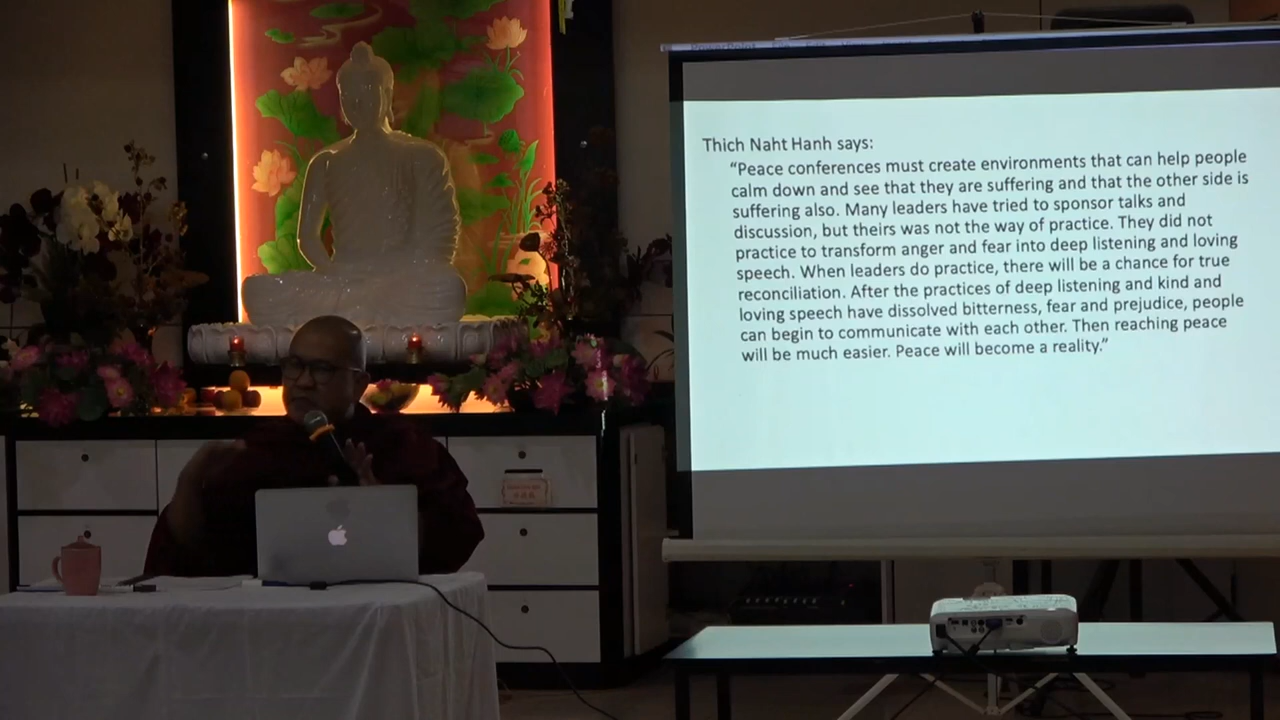 Thich Naht Hanh says:
“Peace conferences must create environments that can help people
calm down and see that they are suffering and that the other side is
suffering also. Many leaders have tried to sponsor talks and
discussion, but theirs was not the way of practice. They did not
practice to transform anger and fear into deep listening and loving
speech. When leaders do practice, there will be a chance for true
reconciliation. After the practices of deep listening and kind and
loving speech have dissolved bitterness, fear and prejudice, people
can begin to communicate with each other. Then reaching peace
will be much easier. Peace will become a reality.”